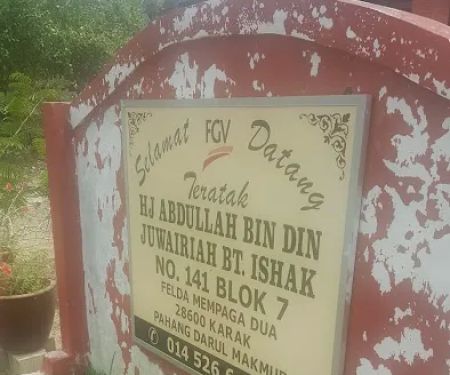 FGV
Selamat Datang
Teratak
HJ ABDULLAH BIN DIN
JUWAIRIAH BT. ISHAK
NO. 141 BLOK 7
FELDA MEMPAGA DUA
28600 KARAK
PAHANG DARUL MAKMUR
014 526